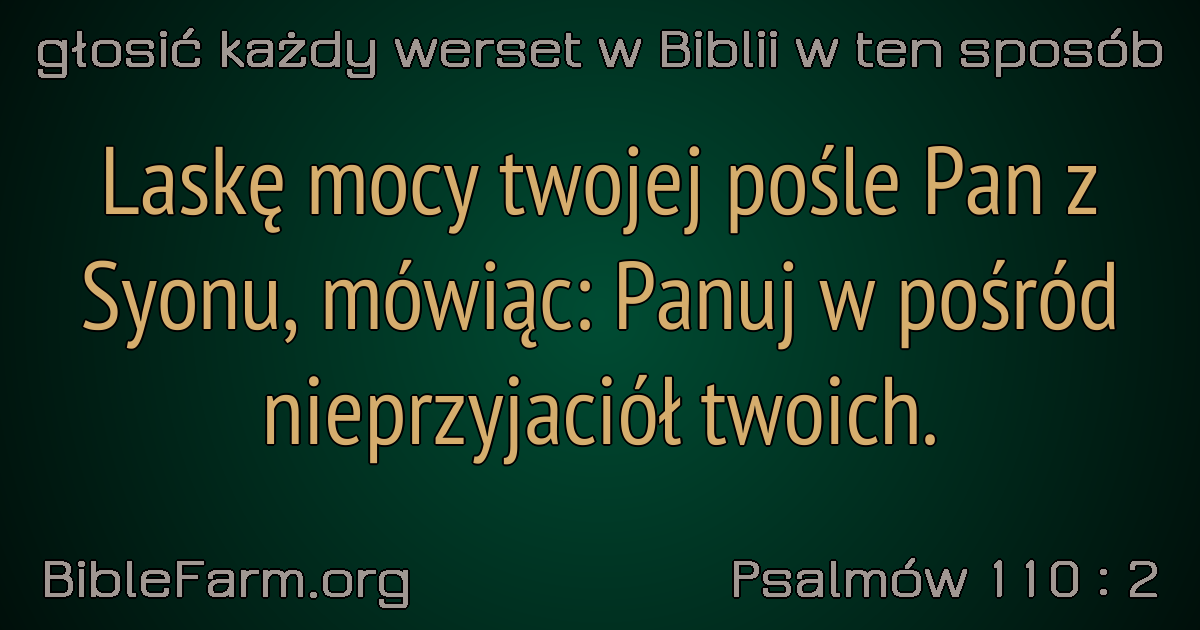 głosić każdy werset w Biblii w ten sposób
Laskę mocy twojej pośle Pan z
Syonu, mówiąc: Panuj w pośród
nieprzyjaciół twoich.
BibleFarm.org
Psalmów 110 : 2